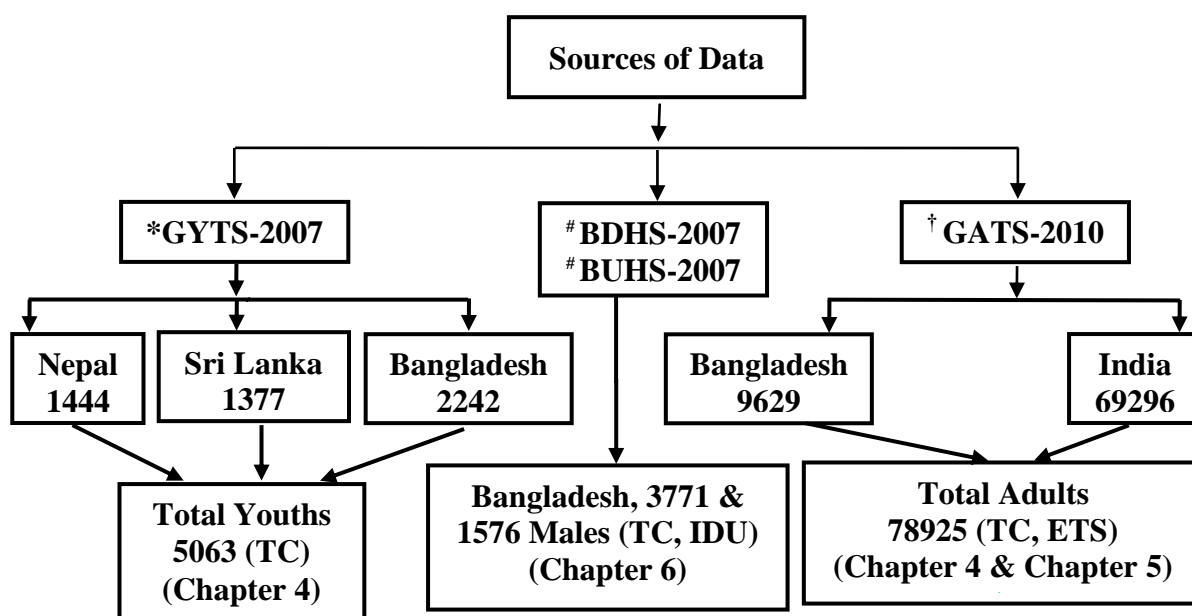 Sources of Data
*GYTS-2007
# BDHS-2007
# BUHS-2007
† GATS-2010
Nepal
1444
Sri Lanka
1377
Bangladesh
2242
Bangladesh
9629
India
69296
Total Youths
5063 (TC)
(Chapter 4)
Bangladesh, 3771 &
1576 Males (TC, IDU)
(Chapter 6)
Total Adults
78925 (TC, ETS)
(Chapter 4 & Chapter 5)